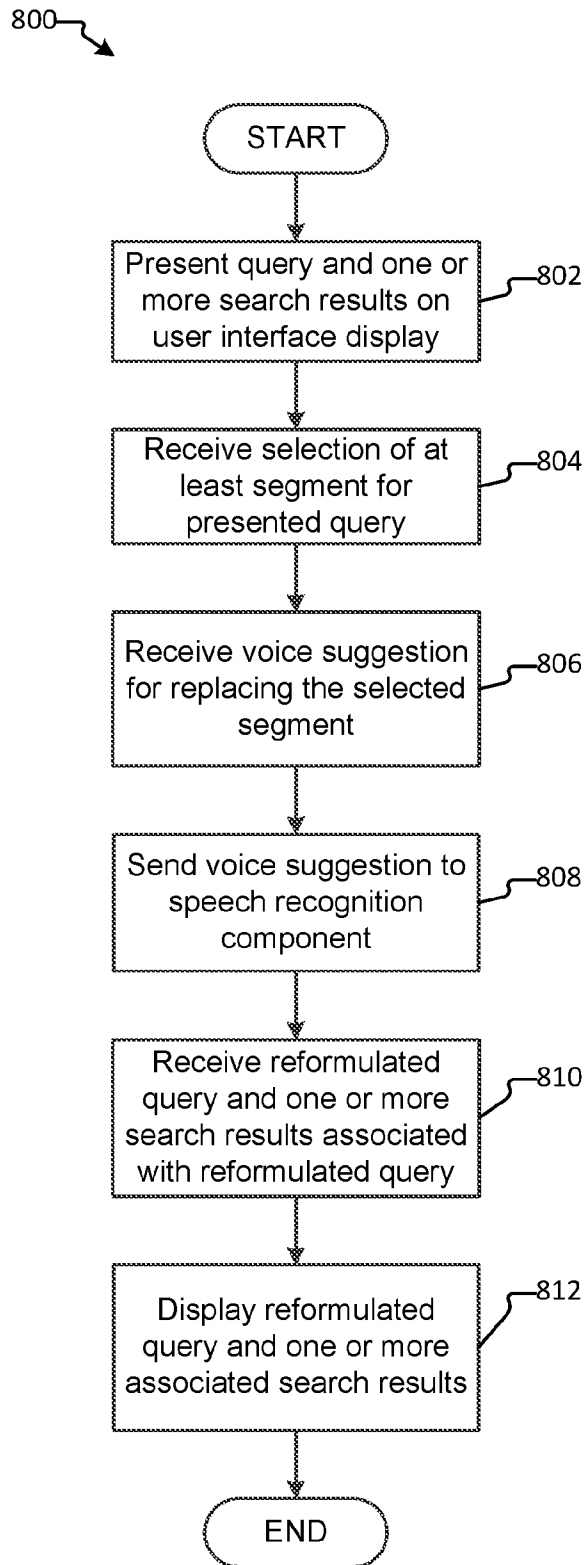 800
START
Present query and one or
more search results on
user interface display
802
Receive selection of at
least segment for
presented query
804
Receive voice suggestion
for replacing the selected
segment
806
Send voice suggestion to
speech recognition
component
808
Receive reformulated
query and one or more
search results associated
with reformulated query
810
Display reformulated
query and one or more
associated search results
812
END